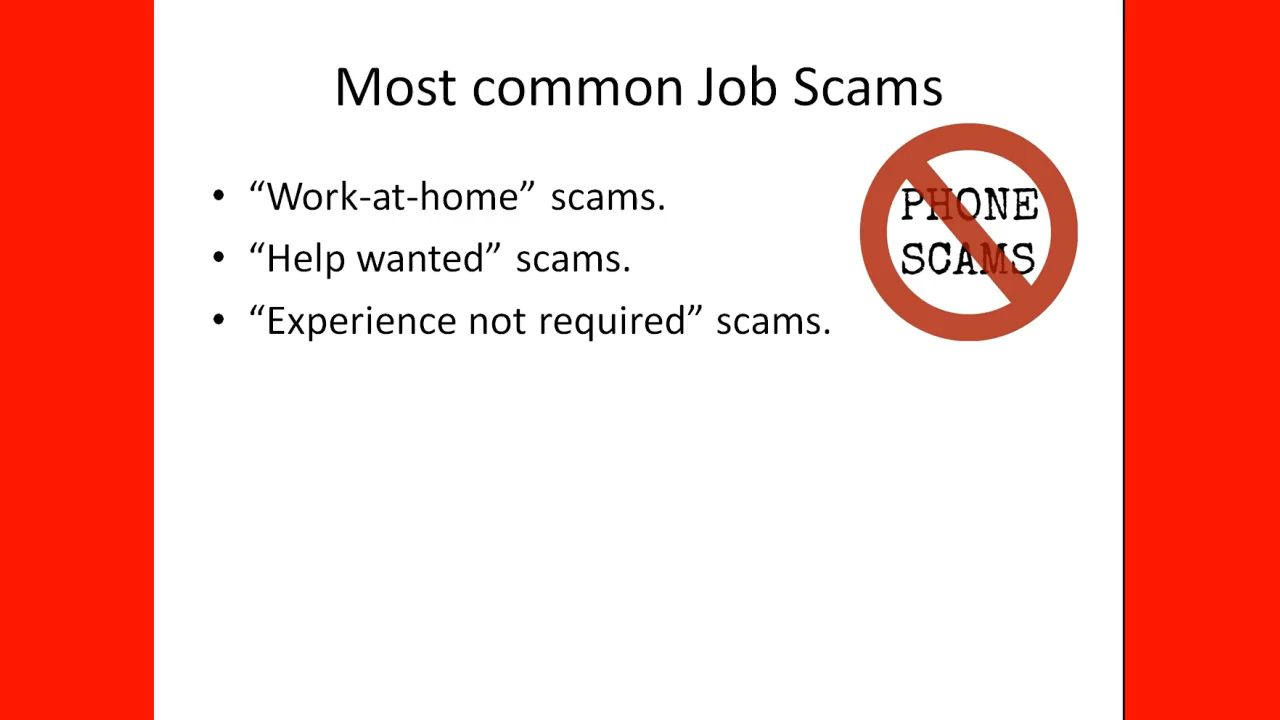 Most common Job Scams
• “Work-at-home” scams.
• “Help wanted” scams.
• “Experience not required” scams.
PHONE
SCAMS